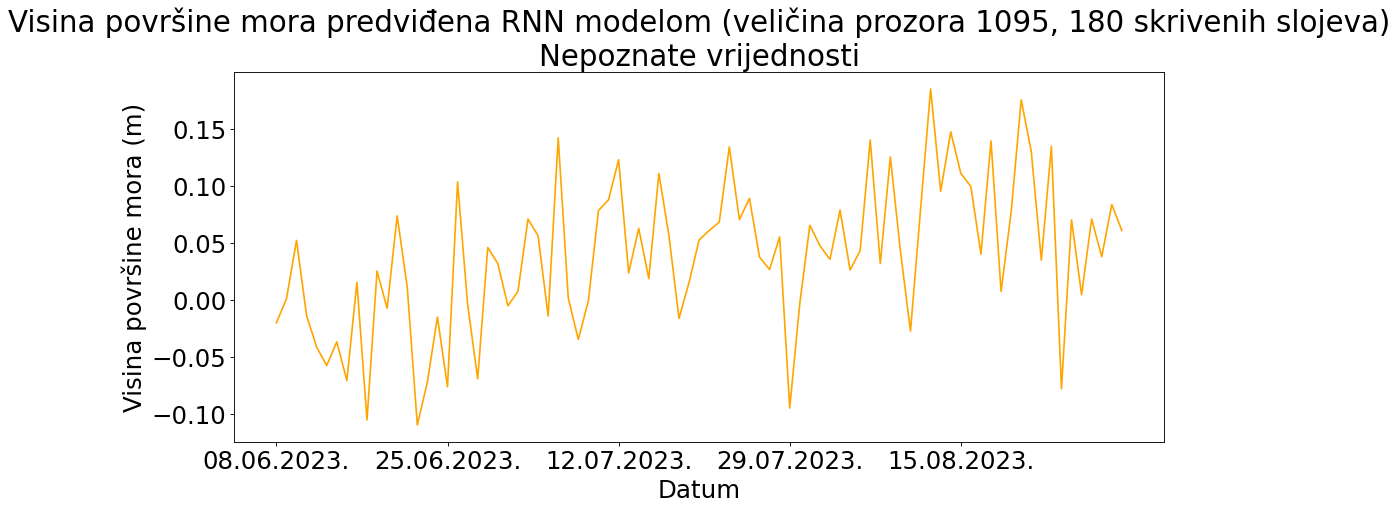 Visina površine mora predviđena RNN modelom (veličina prozora 1095, 180 skrivenih slojeva)
Nepoznate vrijednosti
Visina površine mora (m)
0.15
0.10
0.05
0.00
−0.05
−0.10
08.06.2023. 25.06.2023. 12.07.2023. 29.07.2023. 15.08.2023.
Datum